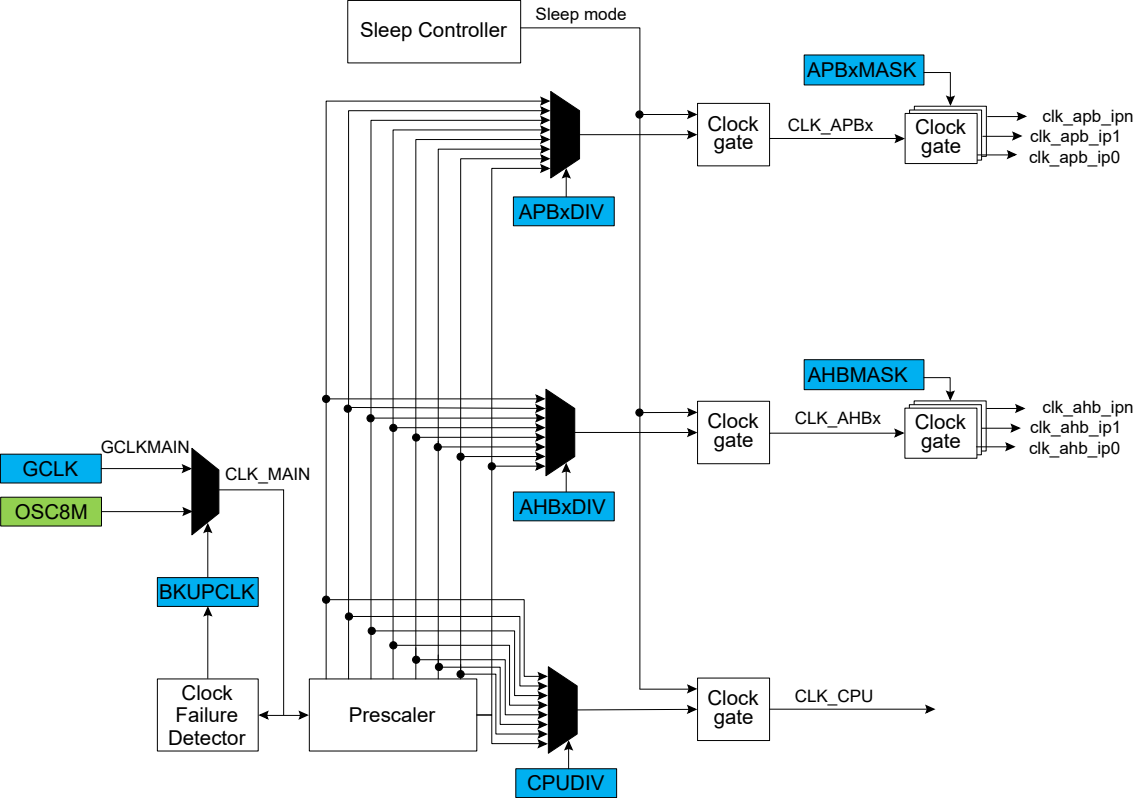 Sleep Controller
Sleep mode
APBxMASK
Clock
gate
CLK_APBx
Clock
gate
clk_apb_ipn
clk_apb_ip1
clk_apb_ip0
APBxDIV
AHBMASK
Clock
gate
CLK_AHBx
Clock
gate
clk_ahb_ipn
clk_ahb_ip1
clk_ahb_ip0
GCLK
GCLKMAIN
CLK_MAIN
OSC8M
AHBxDIV
BKUPCLK
Clock
Failure
Detector
Prescaler
Clock
gate
CLK_CPU
CPUDIV